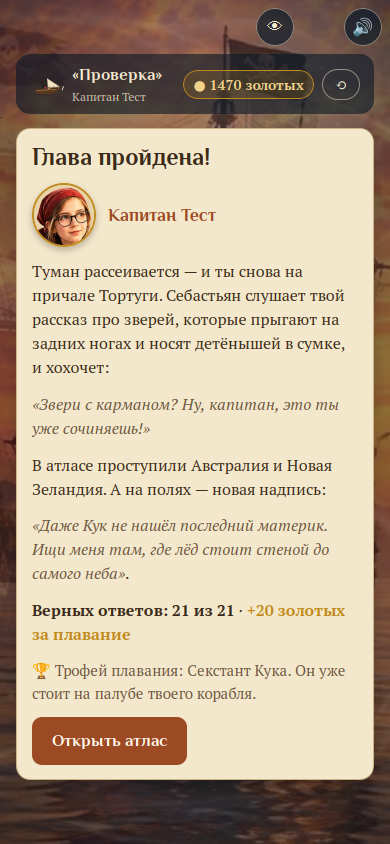 «Проверка»
Капитан Тест
1470 золотых
Глава пройдена!
Капитан Тест
Туман рассеивается — и ты снова на
причале Тортуги. Себастьян слушает твой
рассказ про зверей, которые прыгают на
задних ногах и носят детёнышей в сумке,
и хохочет:
«Звери с карманом? Ну, капитан, это ты
уже сочиняешь!»
В атласе проступили Австралия и Новая
Зеландия. А на полях — новая надпись:
«Даже Кук не нашёл последний материк.
Ищи меня там, где лёд стоит стеной до
самого неба».
Верных ответов: 21 из 21 · +20 золотых
за плавание
🏆 Трофей плавания: Секстант Кука. Он уже
стоит на палубе твоего корабля.
Открыть атлас